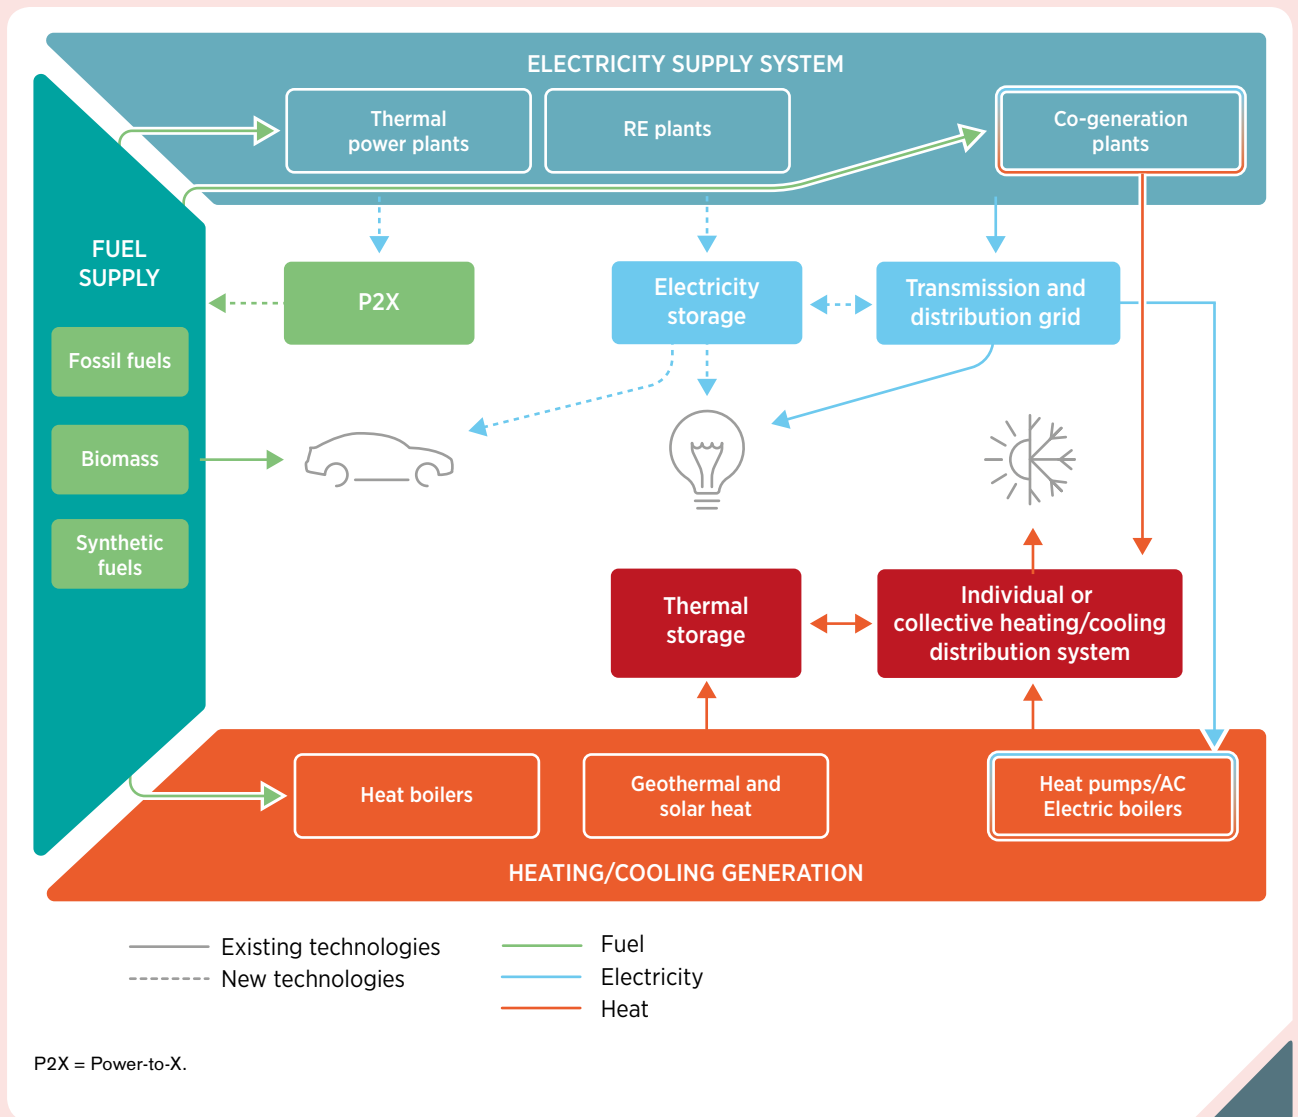 ELECTRICITY SUPPLY SYSTEM
Thermal
power plants
RE plants
Co-generation
plants
FUEL
SUPPLY
Fossil fuels
Biomass
Synthetic
fuels
P2X
Electricity
storage
Transmission and
distribution grid
Thermal
storage
Individual or
collective heating/cooling
distribution system
Heat boilers
Geothermal and
solar heat
Heat pumps/AC
Electric boilers
HEATING/COOLING GENERATION
Existing technologies
New technologies
Fuel
Electricity
Heat
P2X = Power-to-X.